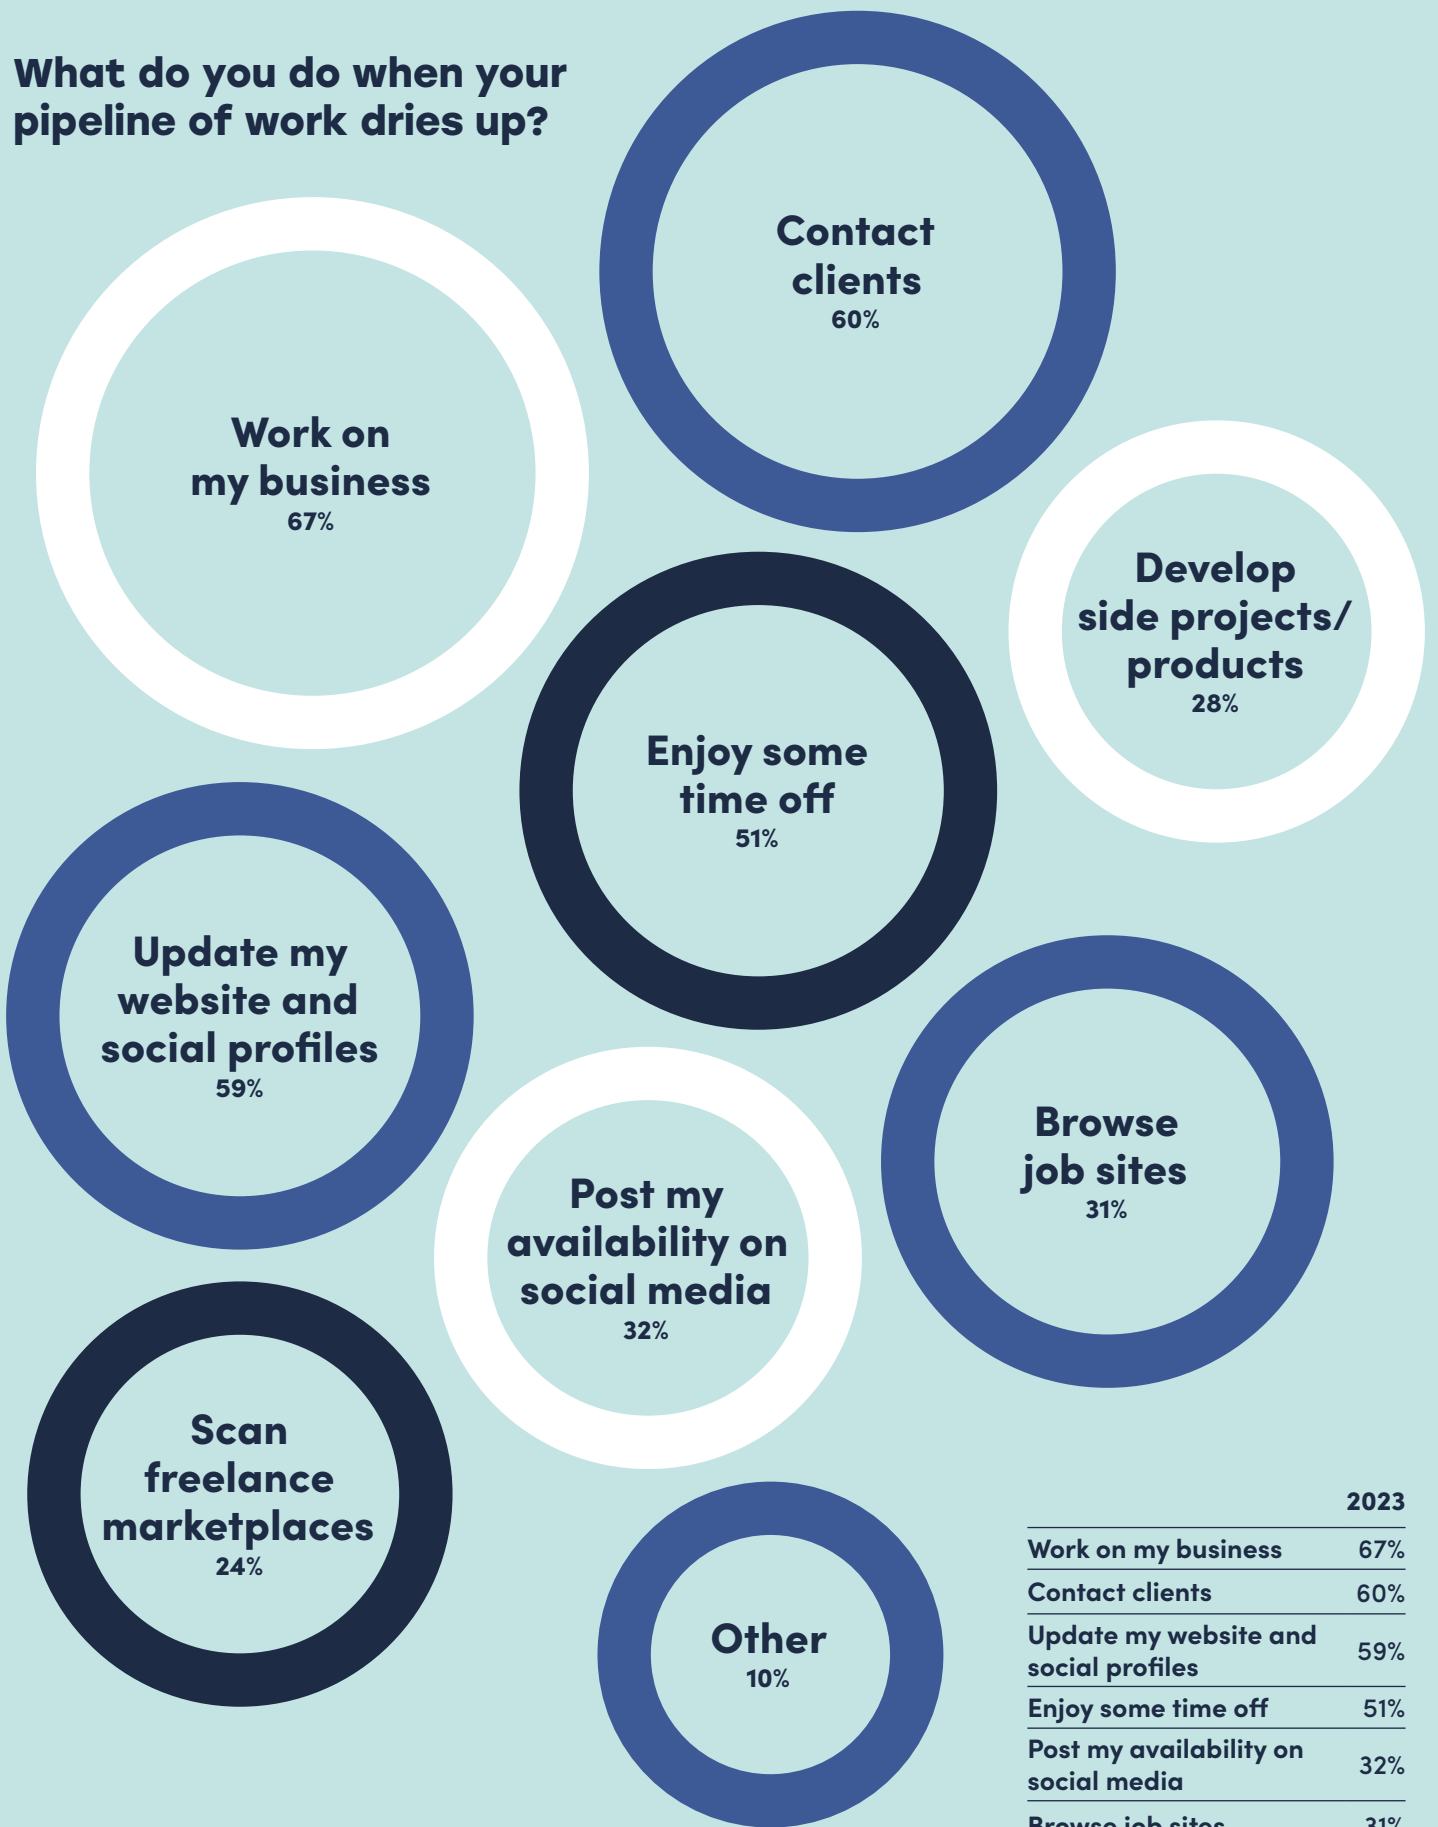 What do you do when your
pipeline of work dries up?
Contact
clients
60%
Work on
my business
67%
Develop
side projects/
products
28%
Enjoy some
time off
51%
Update my
website and
social profiles
59%
Browse
job sites
31%
Post my
availability on
social media
32%
Scan
freelance
marketplaces
24%
Other
10%
2023
Work on my business 67%
Contact clients 60%
Update my website and
social profiles 59%
Enjoy some time off 51%
Post my availability on
social media 32%
Browse job sites 31%